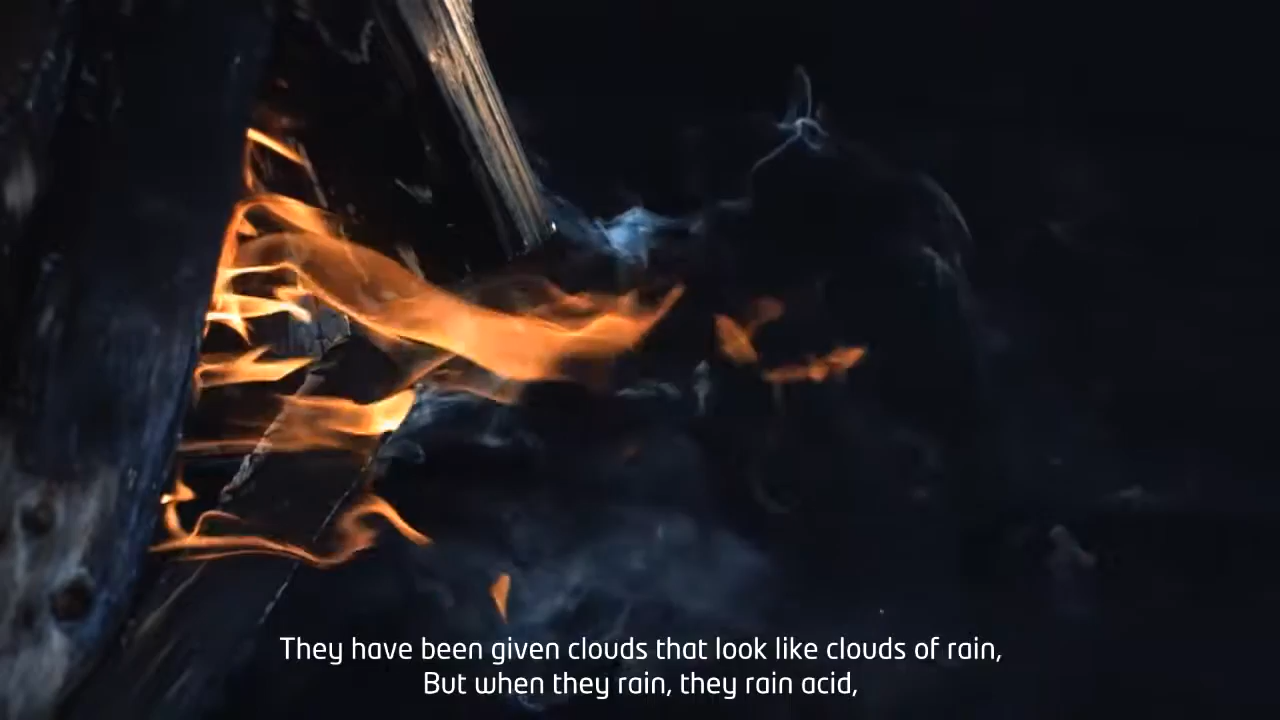 They have been given clouds that look like clouds of rain,
But when they rain, they rain acid,